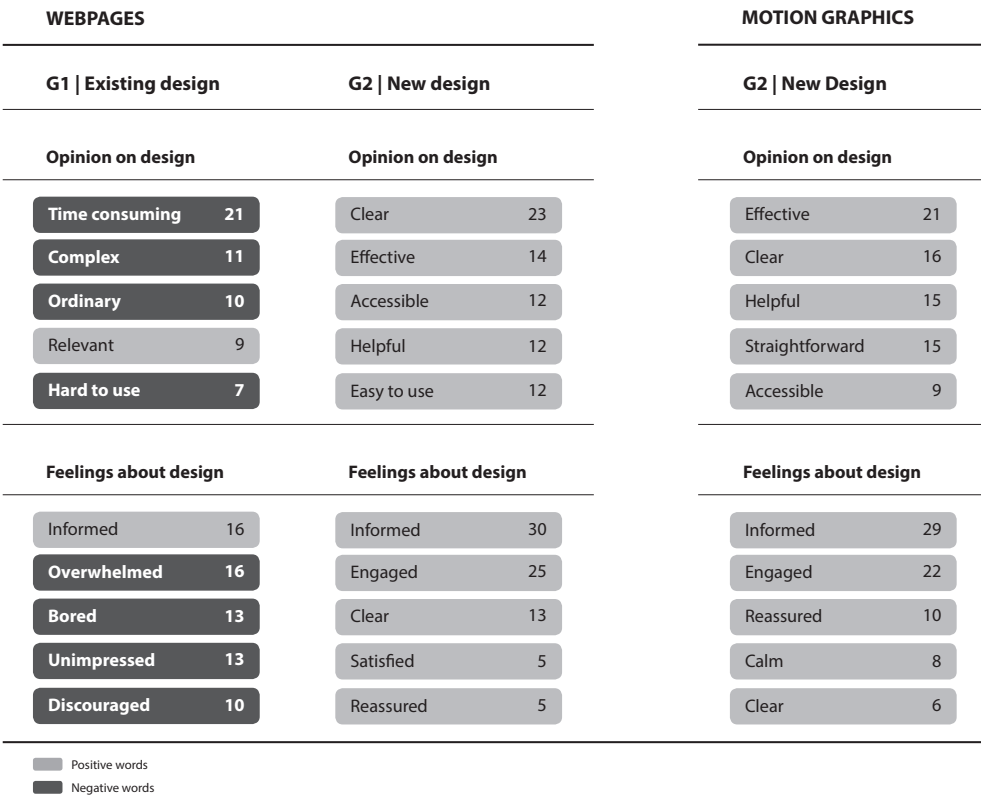 WEBPAGES
MOTION GRAPHICS
G1 | Existing design
G2 | New design
G2 | New Design
Opinion on design
Opinion on design
Opinion on design
Time consuming 21
Clear 23
Effective 21
Complex 11
Effective 14
Clear 16
Ordinary 10
Accessible 12
Helpful 15
Relevant 9
Helpful 12
Straightforward 15
Hard to use 7
Easy to use 12
Accessible 9
Feelings about design
Feelings about design
Feelings about design
Informed 16
Informed 30
Informed 29
Overwhelmed 16
Engaged 25
Engaged 22
Bored 13
Clear 13
Reassured 10
Unimpressed 13
Satisfied 5
Calm 8
Discouraged 10
Reassured 5
Clear 6
Positive words
Negative words